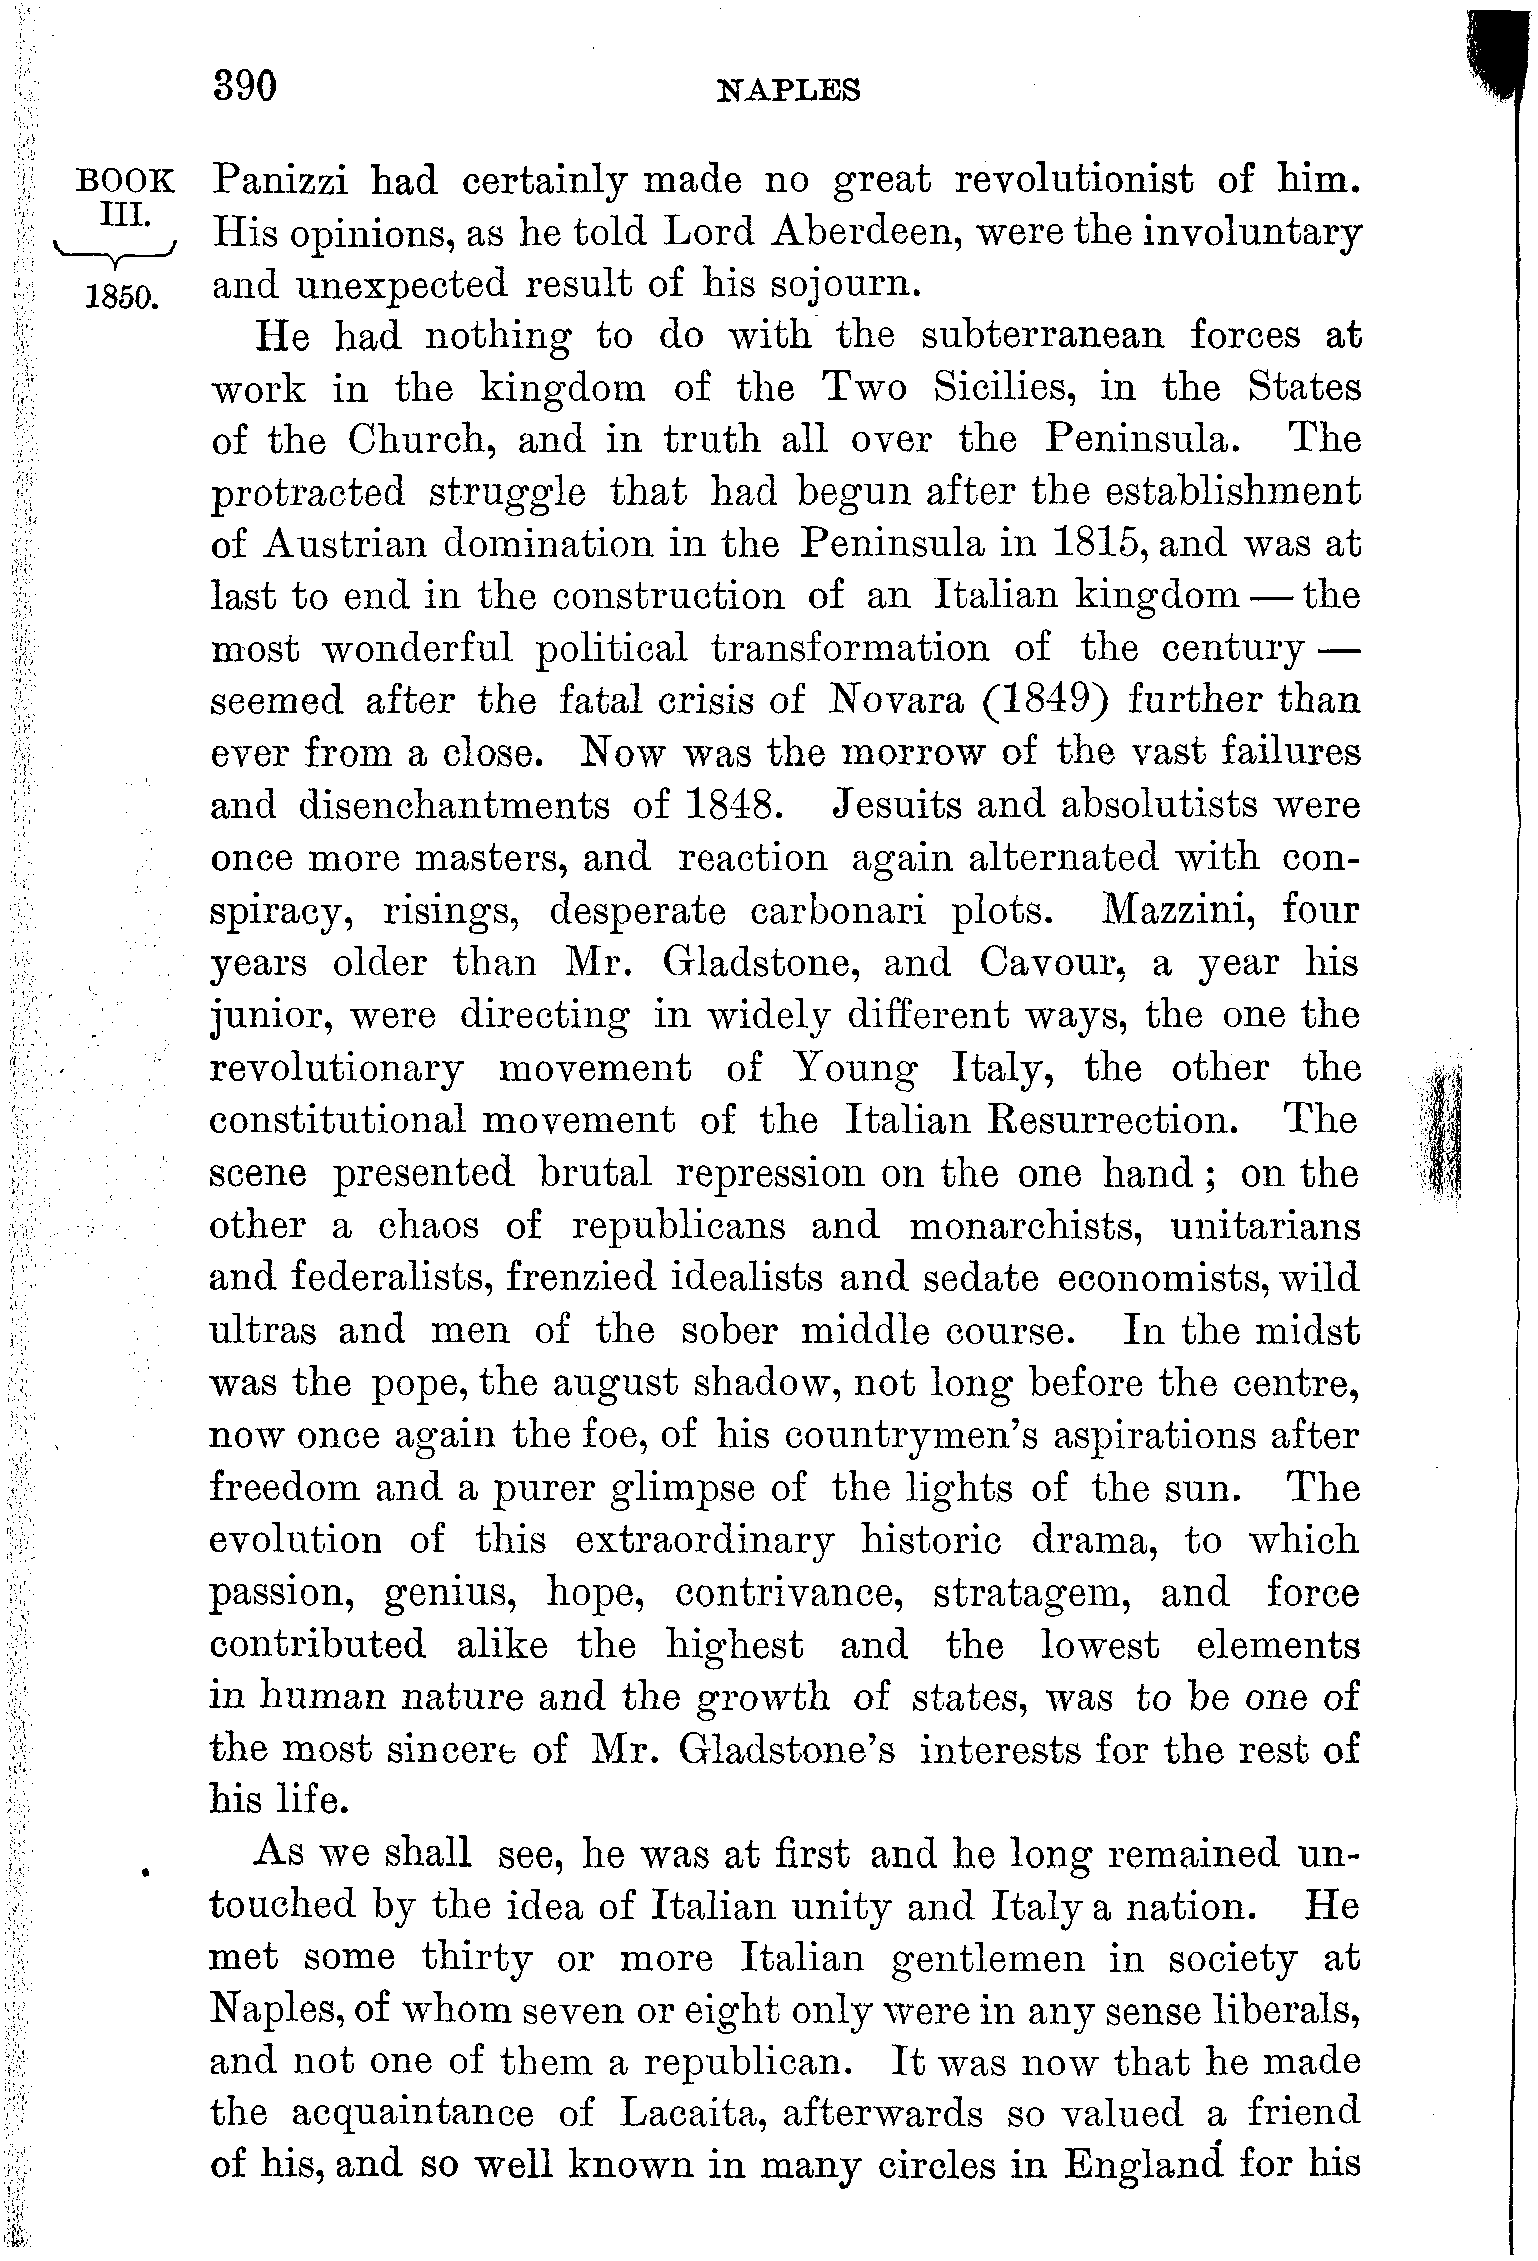 390 NAPLES
BOOK III. 1850.
Panizzi had certainly made no great revolutionist of him.
His opinions, as he told Lord Aberdeen, were the involuntary
and unexpected result of his sojourn.
He had nothing to do with the subterranean forces at
work in the kingdom of the Two Sicilies, in the States
of the Church, and in truth all over the Peninsula. The
protracted struggle that had begun after the establishment
of Austrian domination in the Peninsula in 1815, and was at
last to end in the construction of an Italian kingdom — the
most wonderful political transformation of the century —
seemed after the fatal crisis of Novara (1849) further than
ever from a close. Now was the morrow of the vast failures
and disenchantments of 1848. Jesuits and absolutists were
once more masters, and reaction again alternated with con-
spiracy, risings, desperate carbonari plots. Mazzini, four
years older than Mr. Gladstone, and Cavour, a year his
junior, were directing in widely different ways, the one the
revolutionary movement of Young Italy, the other the
constitutional movement of the Italian Resurrection. The
scene presented brutal repression on the one hand; on the
other a chaos of republicans and monarchists, unitarians
and federalists, frenzied idealists and sedate economists, wild
ultras and men of the sober middle course. In the midst
was the pope, the august shadow, not long before the centre,
now once again the foe, of his countrymen's aspirations after
freedom and a purer glimpse of the lights of the sun. The
evolution of this extraordinary historic drama, to which
passion, genius, hope, contrivance, stratagem, and force
contributed alike the highest and the lowest elements
in human nature and the growth of states, was to be one of
the most sincere of Mr. Gladstone's interests for the rest of
his life.
As we shall see, he was at first and he long remained un-
touched by the idea of Italian unity and Italy a nation. He
met some thirty or more Italian gentlemen in society at
Naples, of whom seven or eight only were in any sense liberals,
and not one of them a republican. It was now that he made
the acquaintance of Lacaita, afterwards so valued a friend
of his, and so well known in many circles in England for his